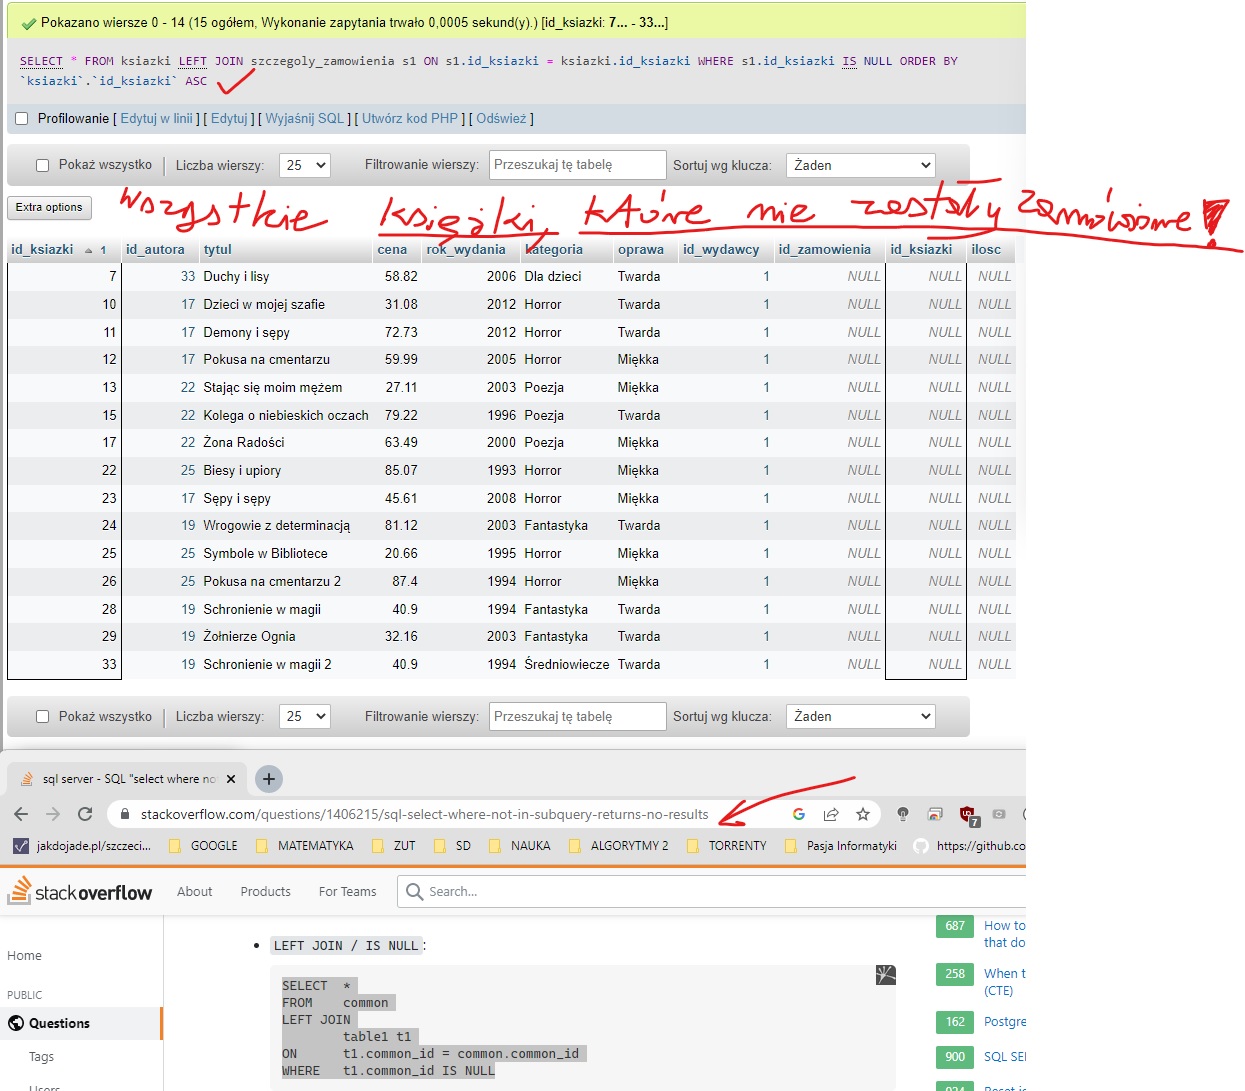 Pokazano wiersze 0 - 14 (15 ogółem, Wykonanie zapytania trwało 0,0005 sekund(y).) [id_ksiazki: 7... - 33...]
SELECT * FROM ksiazki LEFT JOIN szczegoly_zamowienia s1 ON s1.id_ksiazki = ksiazki.id_ksiazki WHERE s1.id_ksiazki IS NULL ORDER BY
`ksiazki`.`id_ksiazki` ASC
Profilowanie [ Edytuj w linii ] [ Edytuj ] [ Wyjaśnij SQL ] [ Utwórz kod PHP ] [ Odśwież ]
Pokaż wszystko Liczba wierszy: 25 Filtrowanie wierszy: Przeszukaj tę tabelę Sortuj wg klucza: Żaden
Extra options
wszystkie książki, które nie zostały zamówione!
id_ksiazki 1 id_autora tytul cena rok_wydania kategoria oprawa id_wydawcy id_zamowienia id_ksiazki ilosc
7 33 Duchy i lisy 58.82 2006 Dla dzieci Twarda 1 NULL NULL NULL
10 17 Dzieci w mojej szafie 31.08 2012 Horror Twarda 1 NULL NULL NULL
11 17 Demony i sępy 72.73 2012 Horror Twarda 1 NULL NULL NULL
12 17 Pokusa na cmentarzu 59.99 2005 Horror Miękka 1 NULL NULL NULL
13 22 Stając się moim mężem 27.11 2003 Poezja Miękka 1 NULL NULL NULL
15 22 Kolega o niebieskich oczach 79.22 1996 Poezja Twarda 1 NULL NULL NULL
17 22 Żona Radości 63.49 2000 Poezja Miękka 1 NULL NULL NULL
22 25 Biesy i upiory 85.07 1993 Horror Miękka 1 NULL NULL NULL
23 17 Sępy i sępy 45.61 2008 Horror Miękka 1 NULL NULL NULL
24 19 Wrogowie z determinacją 81.12 2003 Fantastyka Twarda 1 NULL NULL NULL
25 25 Symbole w Bibliotece 20.66 1995 Horror Miękka 1 NULL NULL NULL
26 25 Pokusa na cmentarzu 2 87.4 1994 Horror Miękka 1 NULL NULL NULL
28 19 Schronienie w magii 40.9 1994 Fantastyka Twarda 1 NULL NULL NULL
29 19 Żołnierze Ognia 32.16 2003 Fantastyka Twarda 1 NULL NULL NULL
33 19 Schronienie w magii 2 40.9 1994 Średniowiecze Twarda 1 NULL NULL NULL
Pokaż wszystko Liczba wierszy: 25 Filtrowanie wierszy: Przeszukaj tę tabelę Sortuj wg klucza: Żaden
sql server - SQL "select where no
stackoverflow.com/questions/1406215/sql-select-where-not-in-subquery-returns-no-results 7
jakdojade.pl/szczeci... GOOGLE MATEMATYKA ZUT SD NAUKA ALGORYTMY 2 TORRENTY Pasja Informatyki https://github.co
stackoverflow About Products For Teams Search...
687 How to
that do
LEFT JOIN / IS NULL:
Home
258 When t
(CTE)
SELECT *
PUBLIC
FROM common
LEFT JOIN
162 Postgre
Questions
table1 t1
ON t1.common_id = common.common_id
900 SQL SE
Tags
WHERE t1.common_id IS NULL